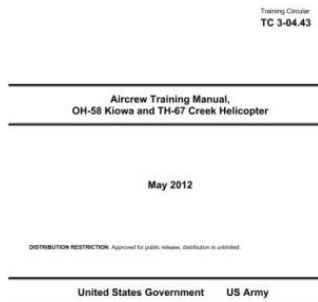 Training Circular
TC 3-04.43
Aircrew Training Manual,
OH-58 Kiowa and TH-67 Creek Helicopter
May 2012
DISTRIBUTION RESTRICTION: Approved for public release; distribution is unlimited.
United States Government US Army